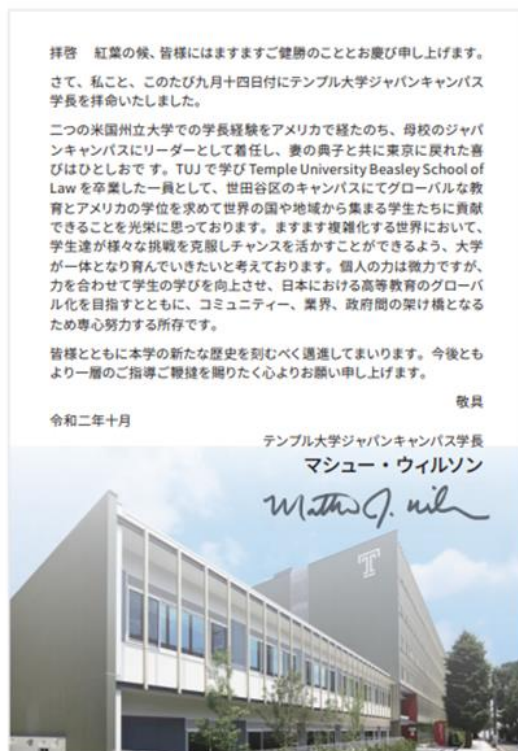 拝啓　紅葉の候、皆様にはますますご健勝のこととお慶び申し上げます。
さて、私こと、このたび九月十四日付にテンプル大学ジャパンキャンパス
学長を拝命いたしました。
二つの米国州立大学での学長経験をアメリカで経たのち、母校のジャパ
ンキャンパスにリーダーとして着任し、妻の典子と共に東京に戻れた喜
びはひとしおで す。TUJ で学び Temple University Beasley School of
Law を卒業した一員として、世田谷区のキャンパスにてグローバルな教
育とアメリカの学位を求めて世界の国や地域から集まる学生たちに貢献
できることを光栄に思っております。ますます複雑化する世界において、
学生達が様々な挑戦を克服しチャンスを活かすことができるよう、大学
が一体となり育んでいきたいと考えております。個人の力は微力ですが、
力を合わせて学生の学びを向上させ、日本における高等教育のグローバ
ル化を目指すとともに、コミュニティー、業界、政府間の架け橋となる
ため専心努力する所存です。
皆様とともに本学の新たな歴史を刻むべく邁進してまいります。今後とも
より一層のご指導ご鞭撻を賜りたく心よりお願い申し上げます。
敬具
令和二年十月
テンプル大学ジャパンキャンパス学長
マシュー・ウィルソン
T